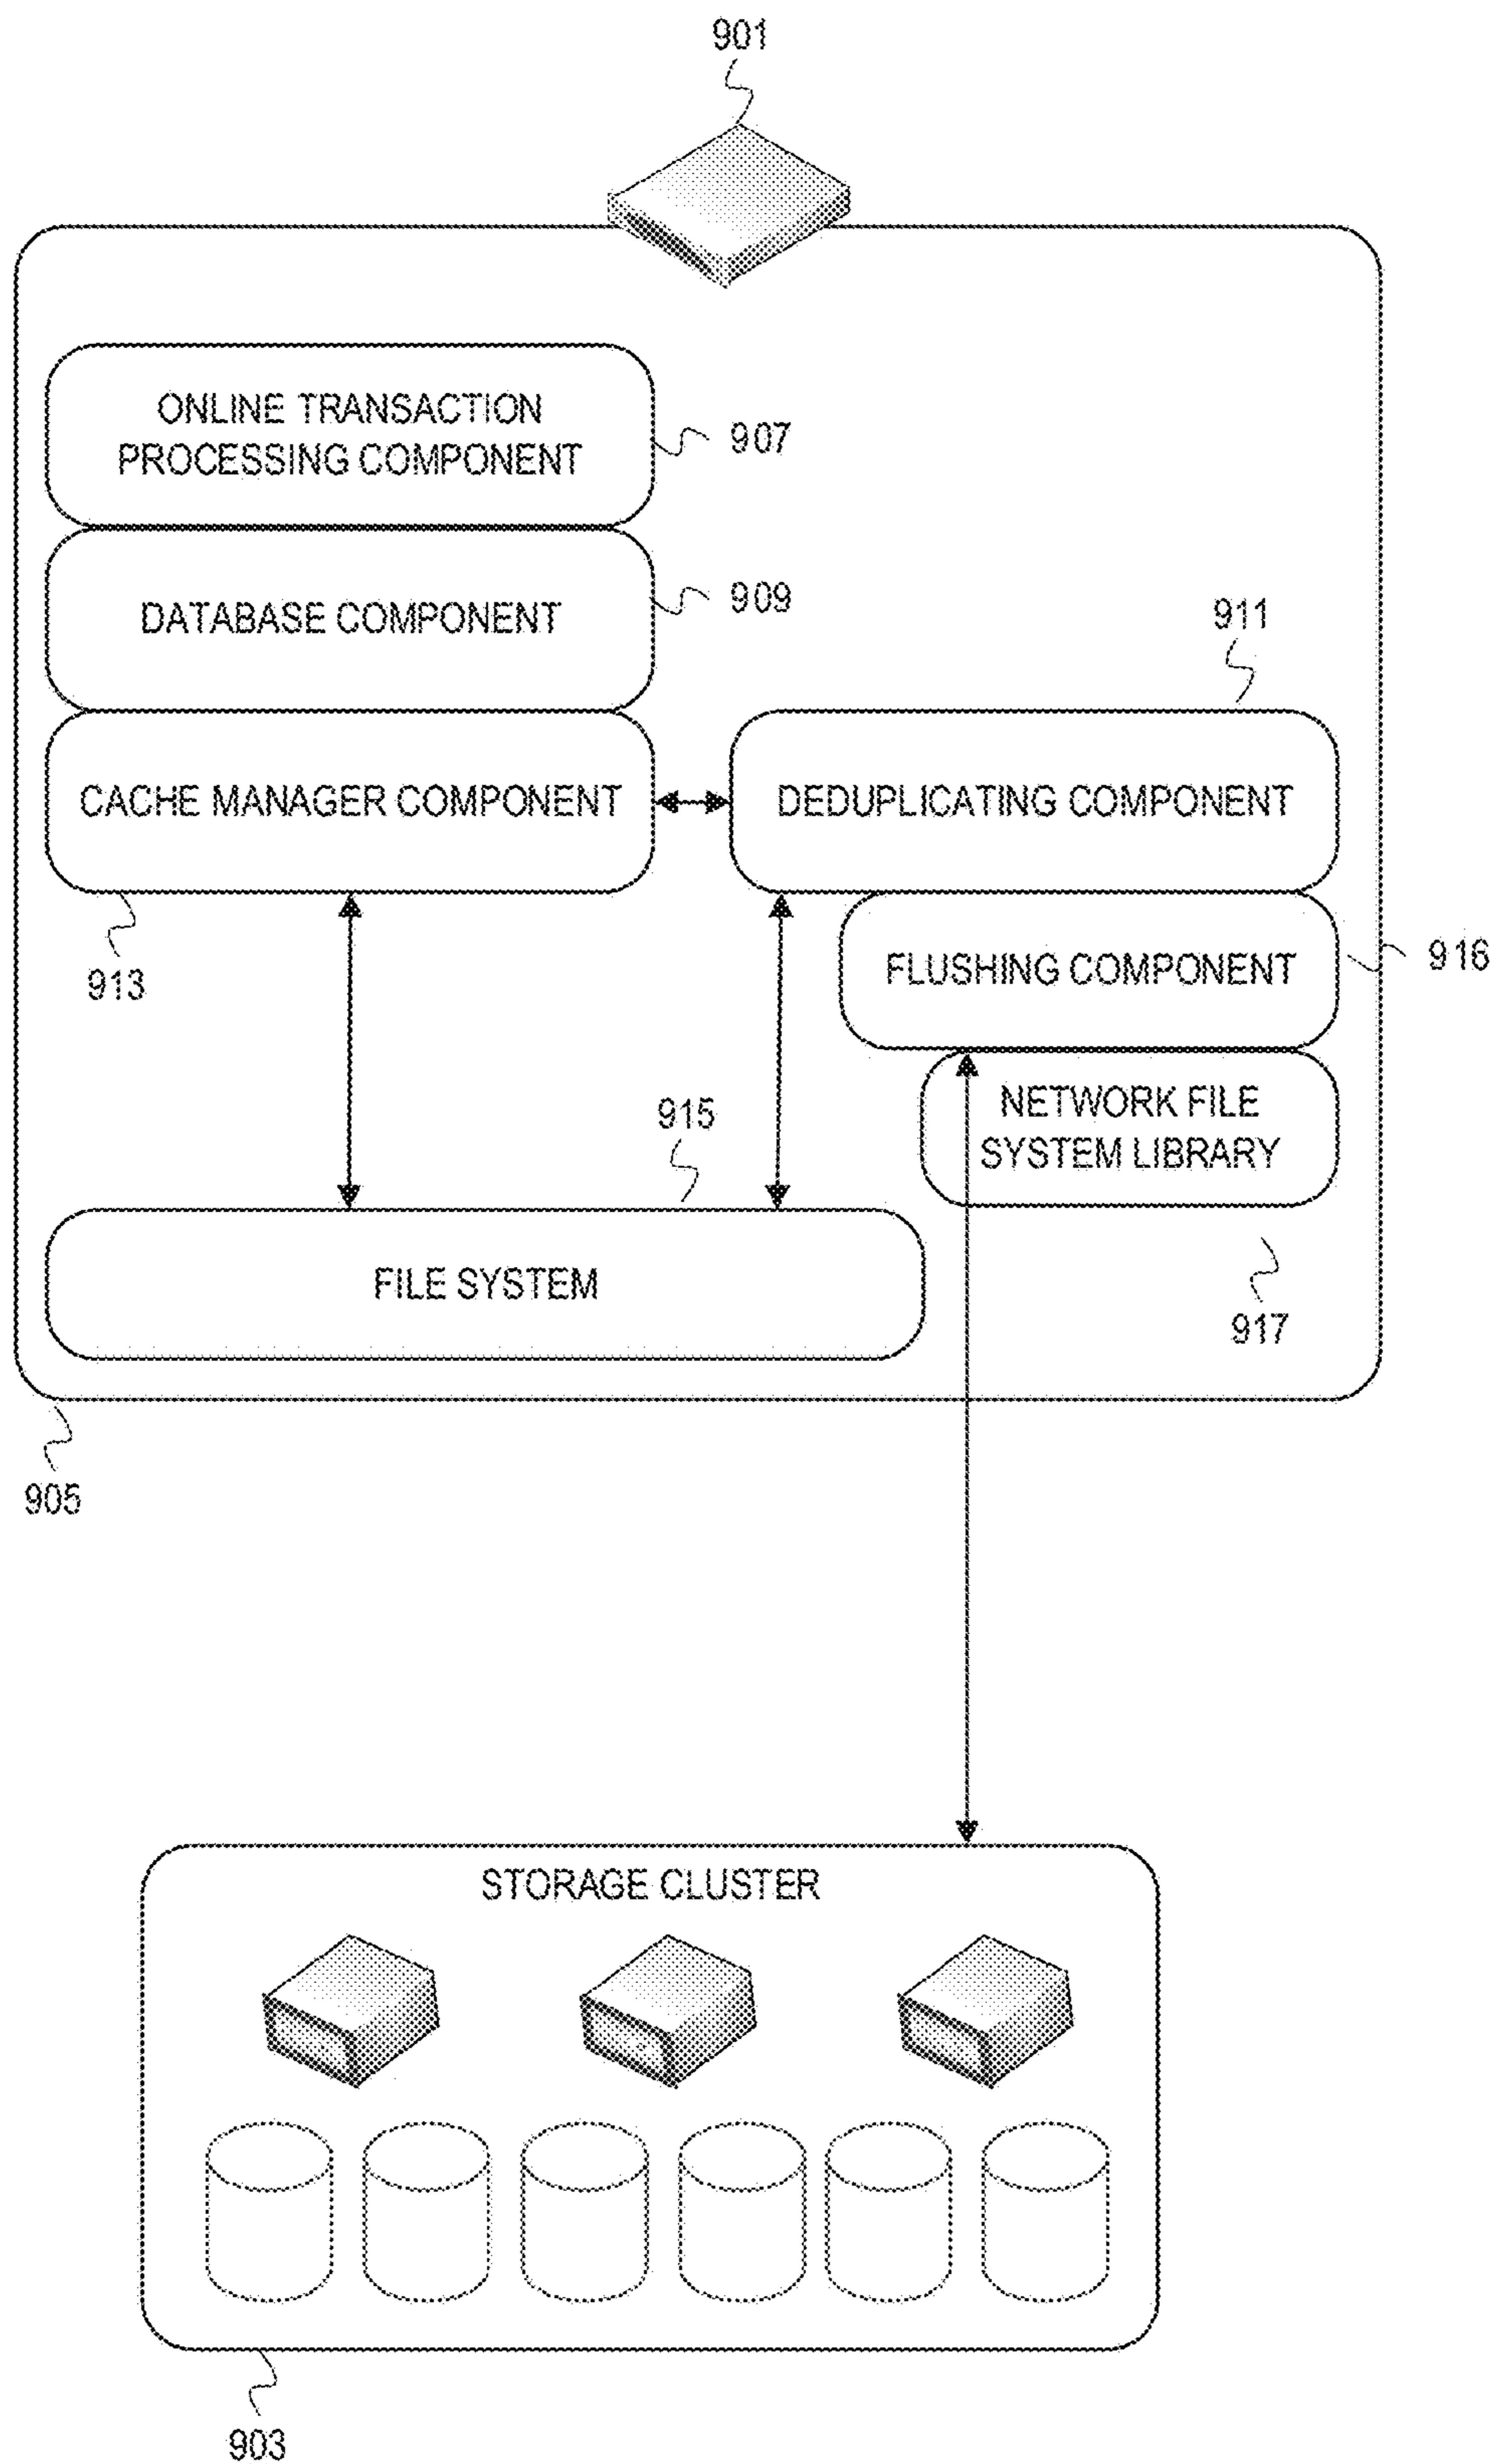 901
ONLINE TRANSACTION
PROCESSING COMPONENT
907
DATABASE COMPONENT
909
911
CACHE MANAGER COMPONENT
DEDUPLICATING COMPONENT
913
FLUSHING COMPONENT
916
915
NETWORK FILE
SYSTEM LIBRARY
FILE SYSTEM
917
905
STORAGE CLUSTER
903